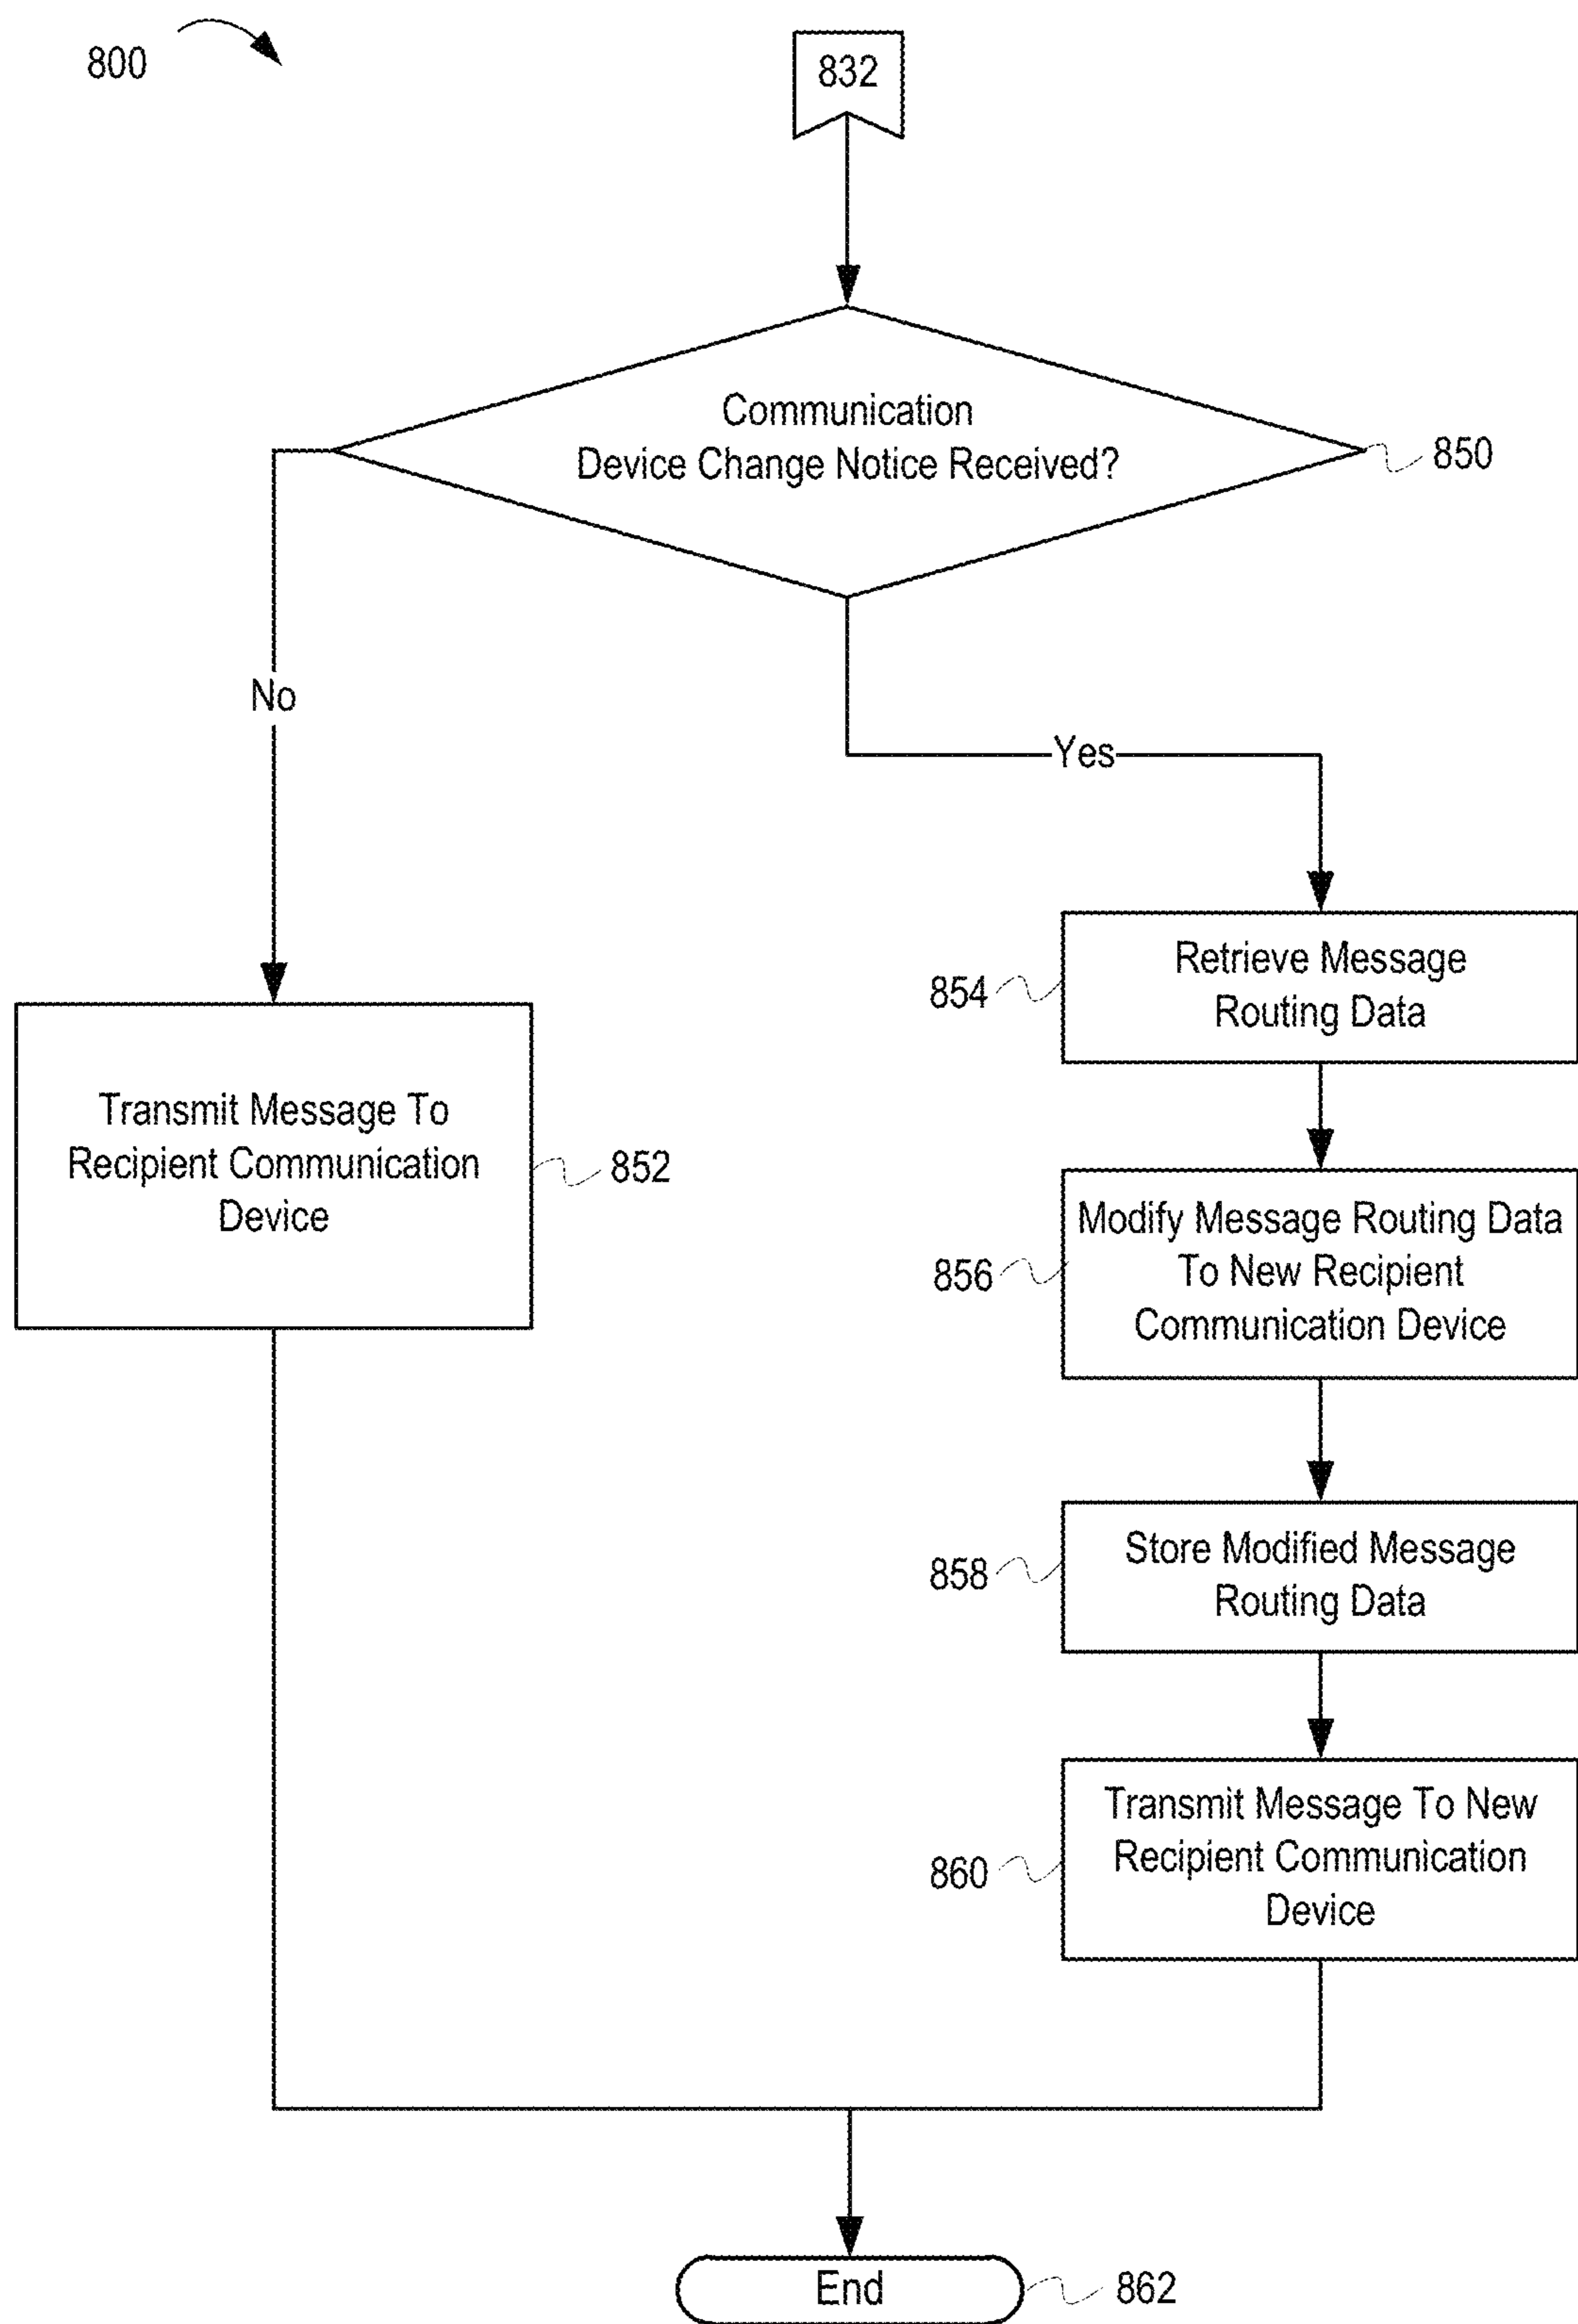 800
832
Communication
Device Change Notice Received?
850
No
Yes
Retrieve Message
Routing Data
854
Transmit Message To
Recipient Communication
Device
852
Modify Message Routing Data
To New Recipient
Communication Device
856
Store Modified Message
Routing Data
858
Transmit Message To New
Recipient Communication
Device
860
End
862